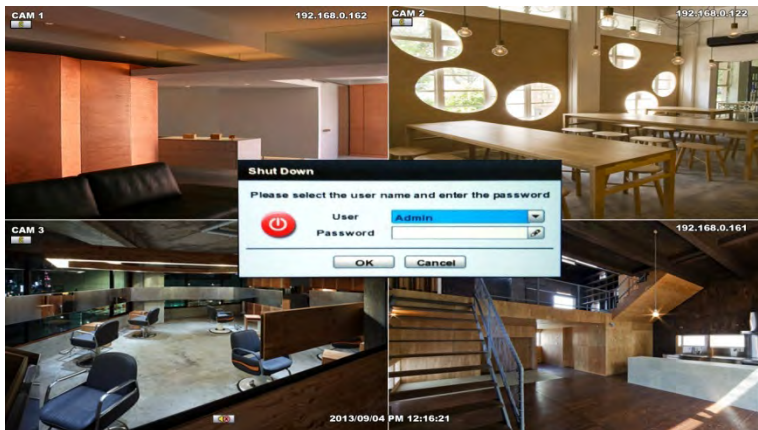 CAM 1
192.168.0.162
CAM 2
192.168.0.122
Shut Down
Please select the user name and enter the password
User
Admin
Password
OK
Cancel
CAM 3
192.168.0.161
2013/09/04 PM 12:16:21